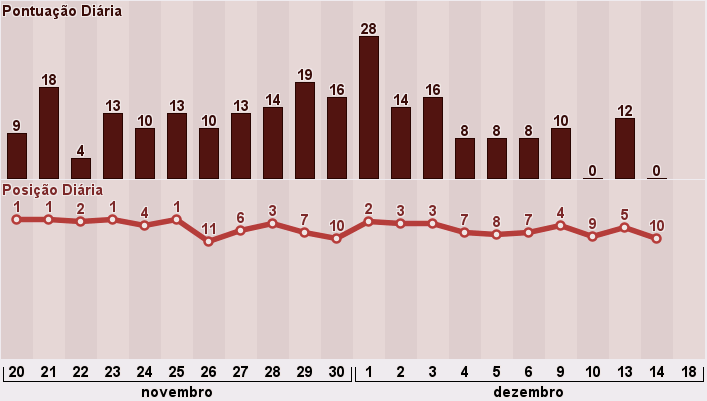 Pontuação Diária
9 18 4 13 10 13 10 13 14 19 16 28 14 16 8 8 8 10 0 12 0
Posição Diária
1 1 2 1 4 1 11 6 3 7 10 2 3 3 7 8 7 4 9 5 10
20 21 22 23 24 25 26 27 28 29 30 1 2 3 4 5 6 9 10 13 14 18
novembro dezembro